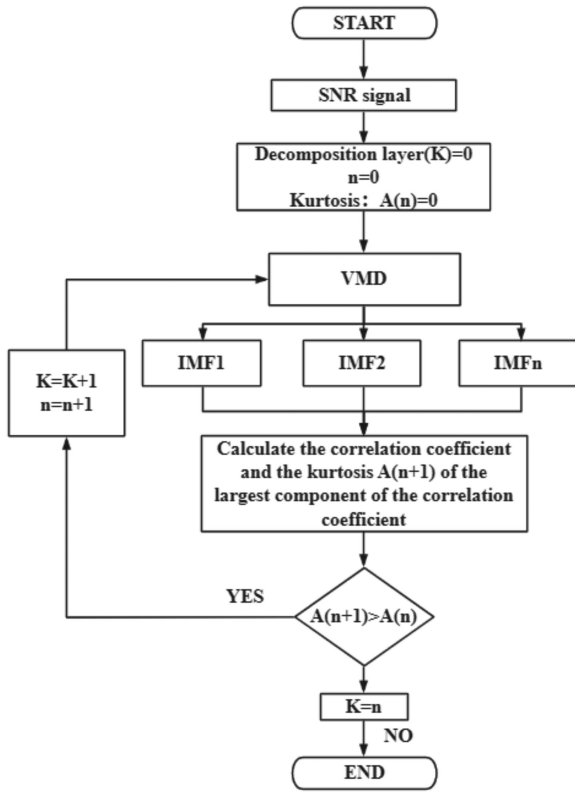 START
SNR signal
Decomposition layer(K)=0
n=0
Kurtosis： A(n)=0
VMD
IMF1
IMF2
IMFn
K=K+1
n=n+1
Calculate the correlation coefficient
and the kurtosis A(n+1) of the
largest component of the correlation
coefficient
YES
A(n+1)>A(n)
K=n
NO
END